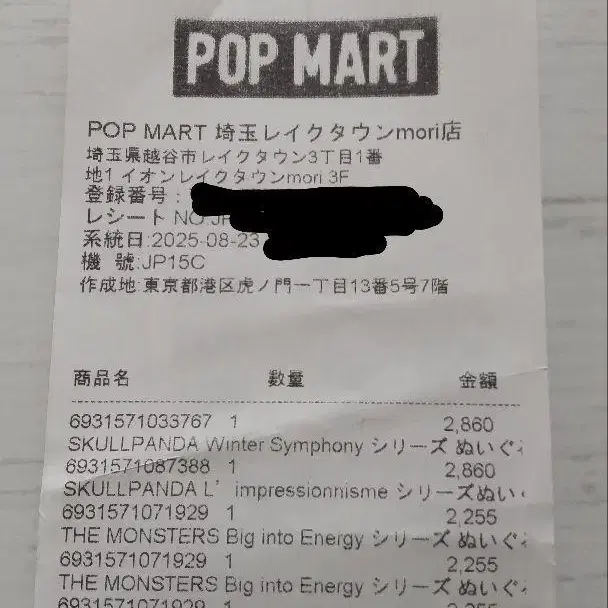 POP MART
POP MART 埼玉レイクタウンmori店
埼玉県越谷市レイクタウン3丁目1番
地1 イオンレイクタウンmori 3F
登録番号:
レシート NO:JP
系統日:2025-08-23
機 號:JP15C
作成地:東京都港区虎ノ門一丁目13番5号7階
商品名 数量 金額
6931571033767 1 2,860
SKULLPANDA Winter Symphony シリーズ ぬいぐ
6931571087388 1 2,860
SKULLPANDA L'impressionnisme シリーズぬい
6931571071929 1 2,255
THE MONSTERS Big into Energy シリーズ ぬいぐ
6931571071929 1 2,255
THE MONSTERS Big into Energy シリーズ ぬいぐ
6931571071929 1 2,255